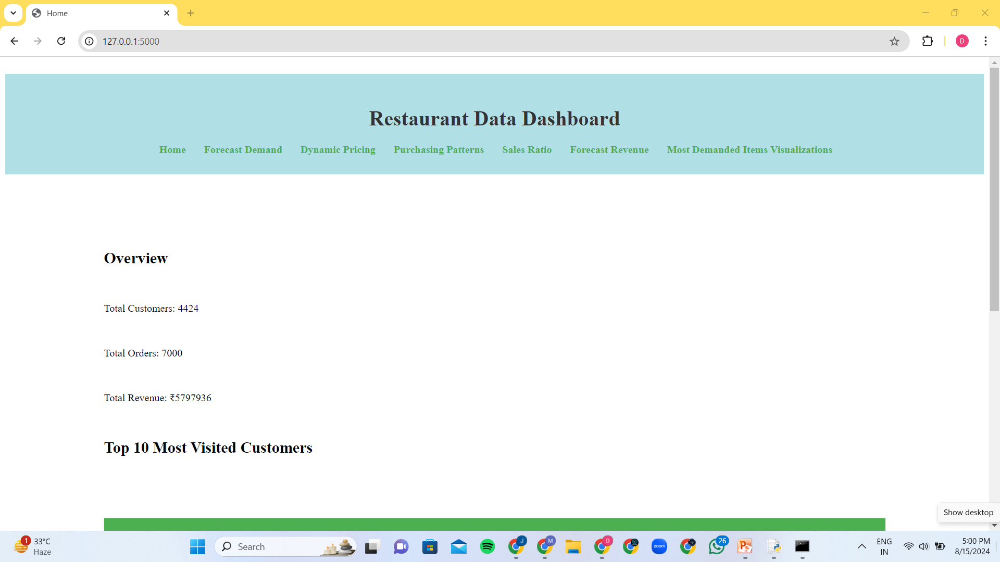 Home
127.0.0.1:5000
D
Restaurant Data Dashboard
Home Forecast Demand Dynamic Pricing Purchasing Patterns Sales Ratio Forecast Revenue Most Demanded Items Visualizations
Overview
Total Customers: 4424
Total Orders: 7000
Total Revenue: ₹5797936
Top 10 Most Visited Customers
Show desktop
1
33°C
Haze
Search
J
M
D
zoom
26
ENG
IN
5:00 PM
8/15/2024